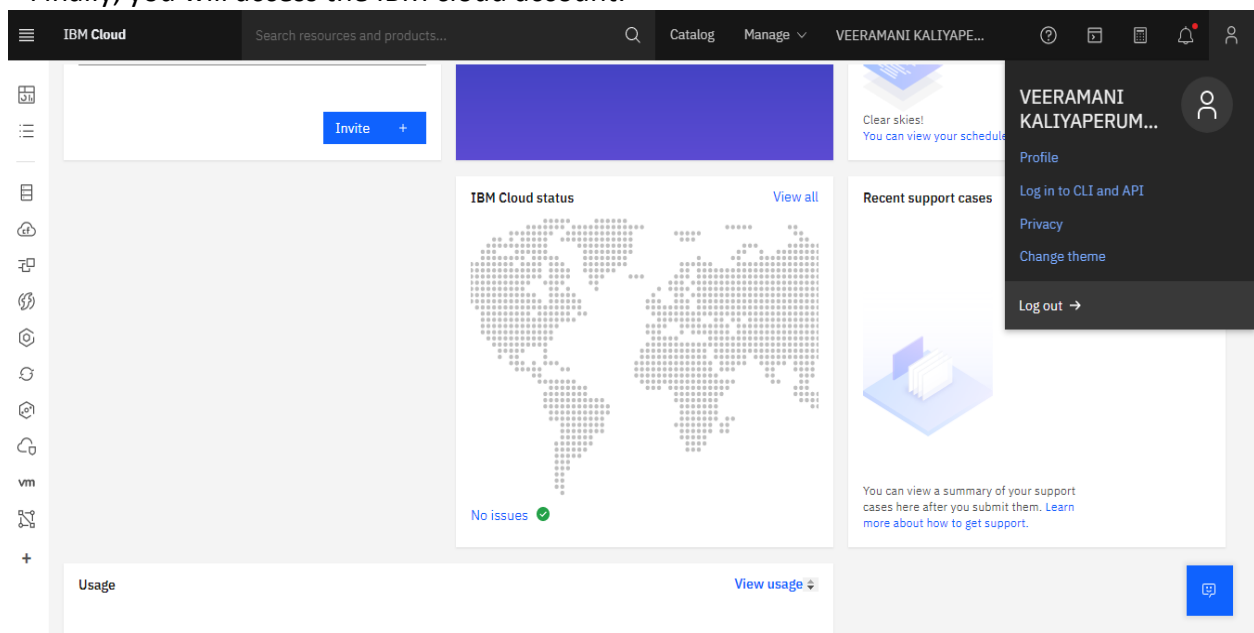 Finally, you will access the IBM cloud account.
IBM Cloud
Search resources and products...
Catalog
Manage
VEERAMANI KALIYAPE...
VEERAMANI
KALIYAPERUM...
Profile
Log in to CLI and API
Privacy
Change theme
Log out →
Invite +
Clear skies!
You can view your schedule
IBM Cloud status
View all
No issues
Recent support cases
You can view a summary of your support
cases here after you submit them. Learn
more about how to get support.
vm
Usage
View usage